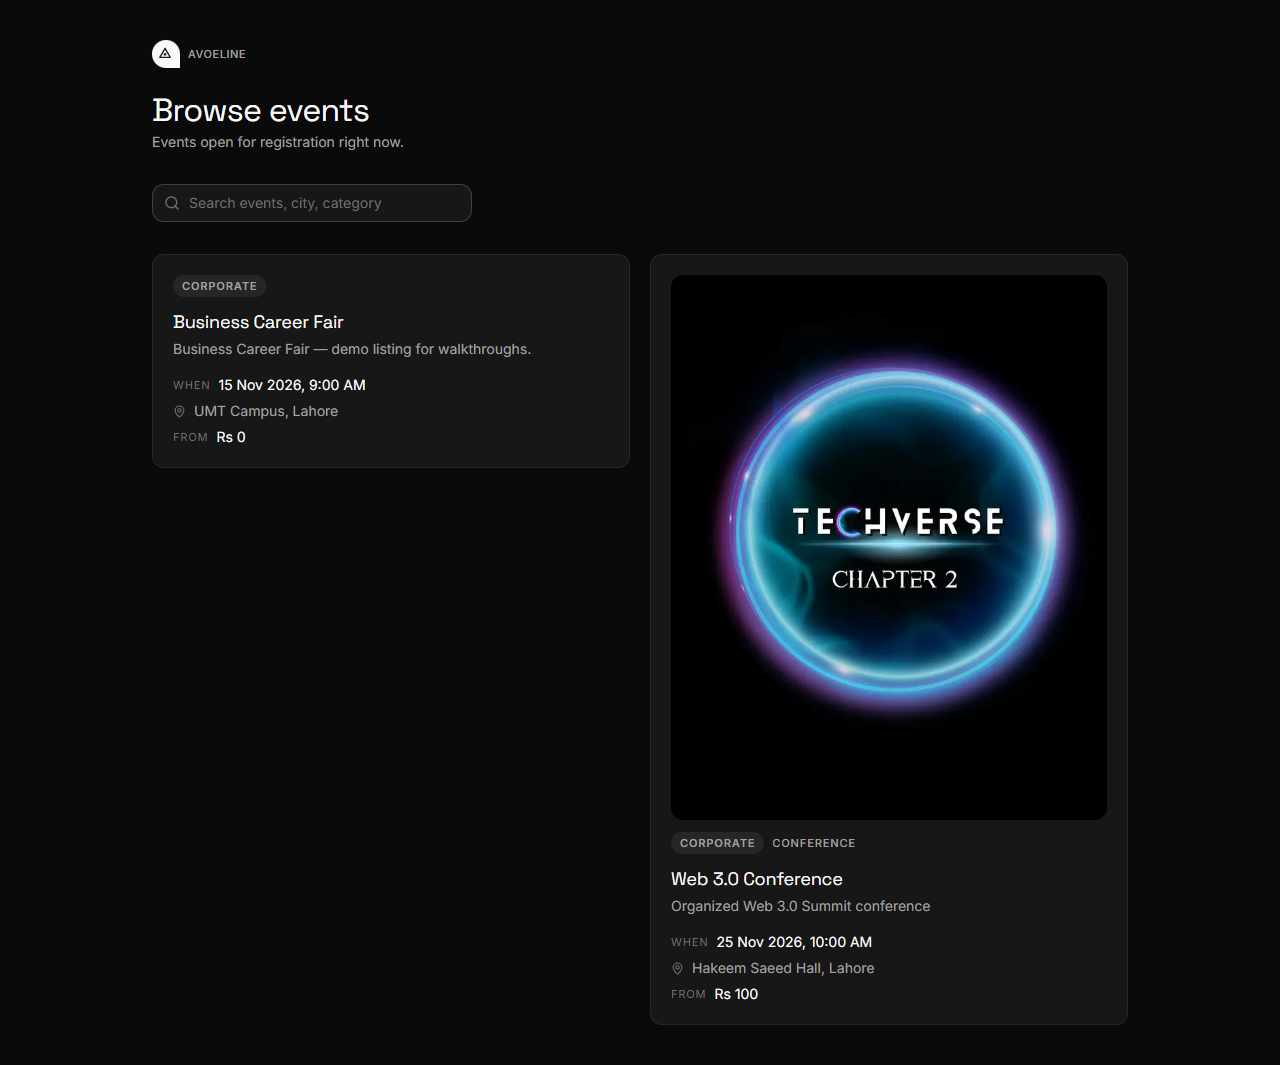 AVOELINE
Browse events
Events open for registration right now.
Search events, city, category
CORPORATE
Business Career Fair
Business Career Fair — demo listing for walkthroughs.
WHEN 15 Nov 2026, 9:00 AM
UMT Campus, Lahore
FROM Rs 0
TECHVERSE
CHAPTER 2
CORPORATE CONFERENCE
Web 3.0 Conference
Organized Web 3.0 Summit conference
WHEN 25 Nov 2026, 10:00 AM
Hakeem Saeed Hall, Lahore
FROM Rs 100